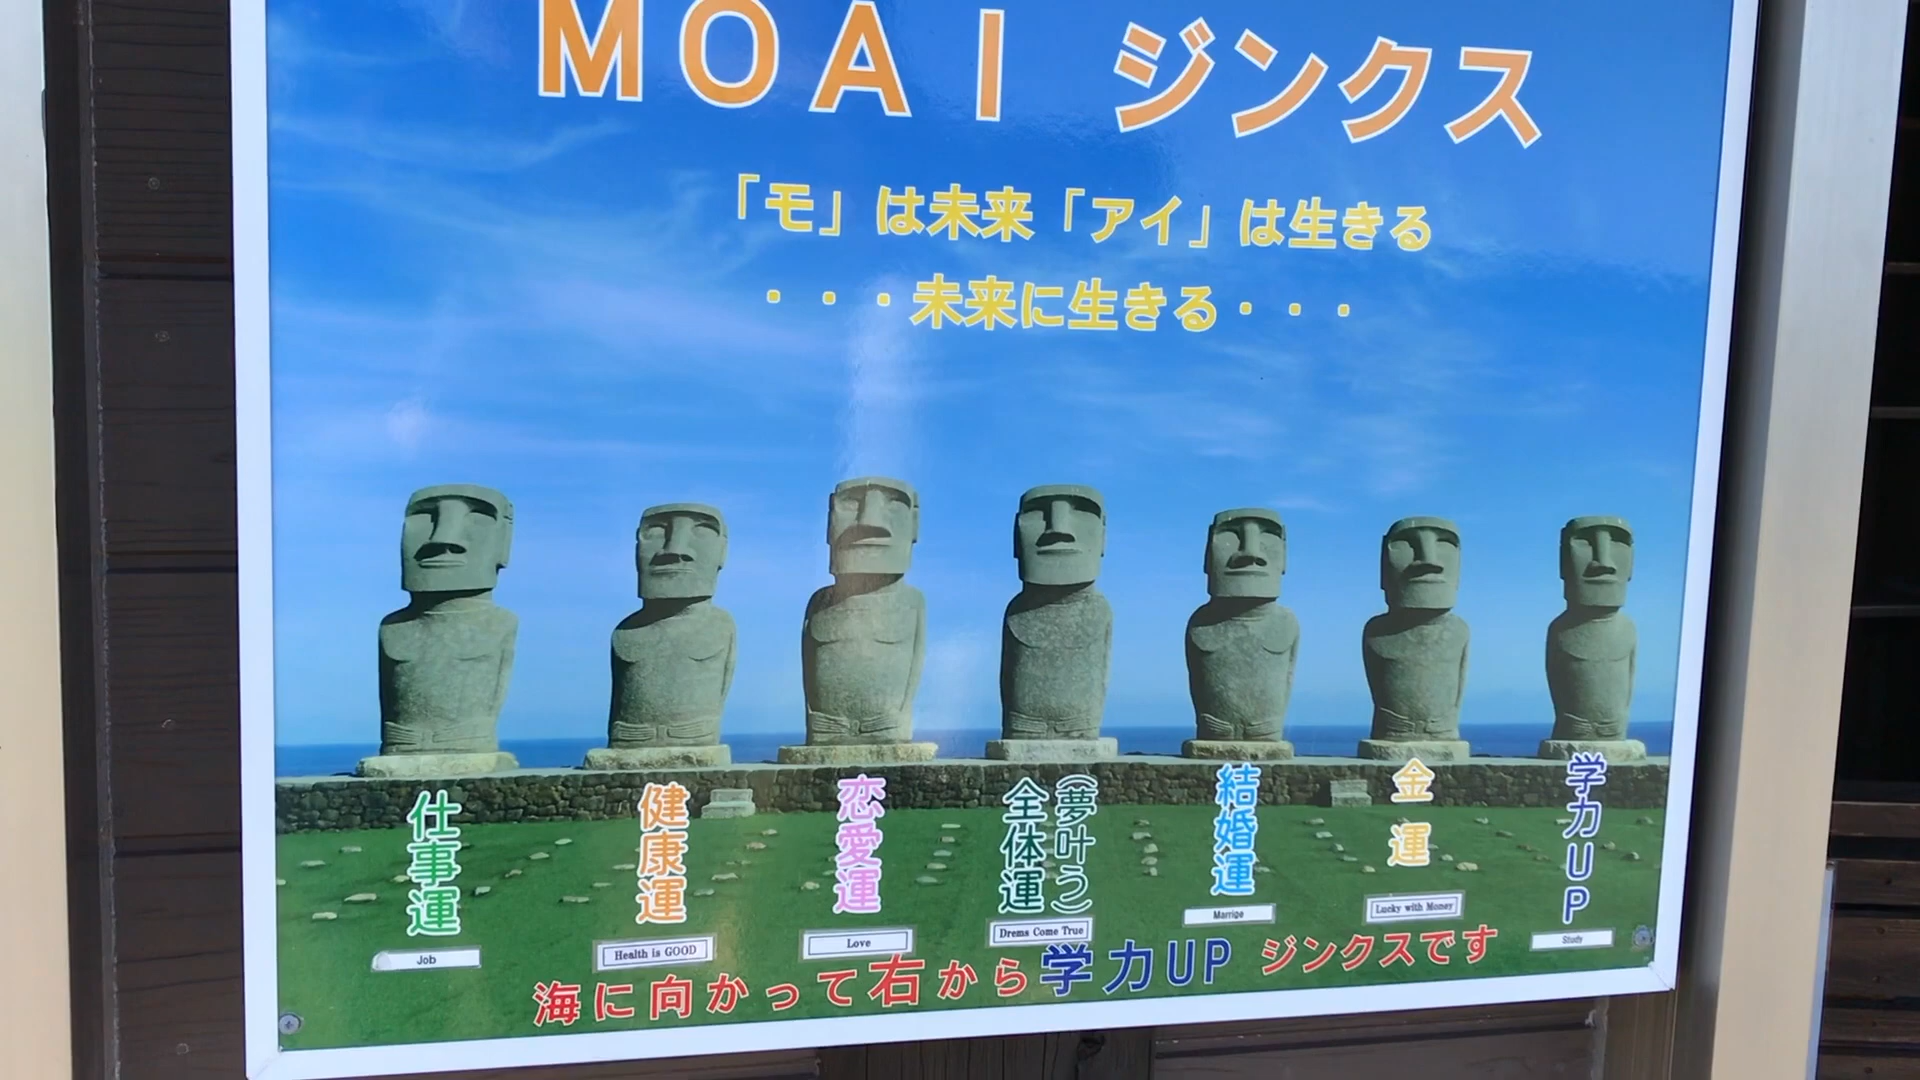 MOAI ジンクス
「モ」は未来「アイ」は生きる
・・・未来に生きる・・・
仕事運
健康運
恋愛運
全体運
(夢叶う)
結婚運
金運
学力UP
Job
Health is GOOD
Love
Drems Come True
Marripe
Lucky with Money
Study
海に向かって右から学力UP ジンクスです